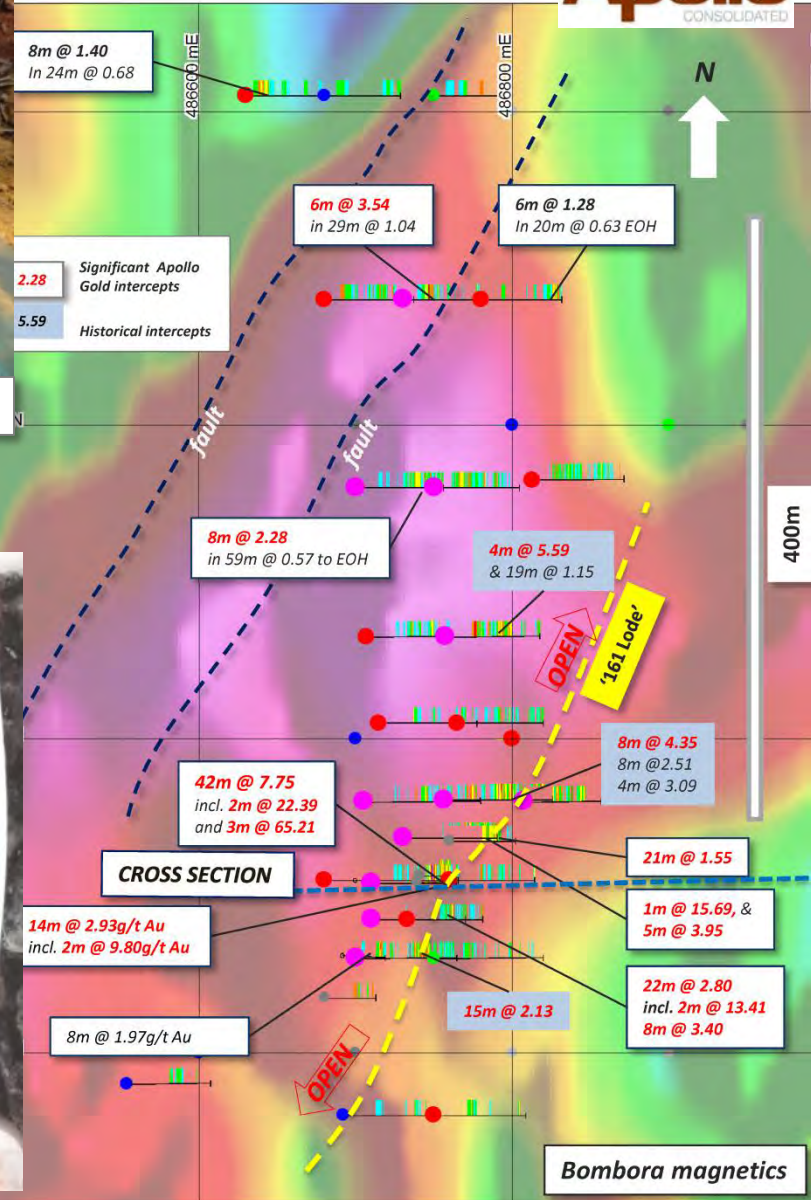 Apollo
CONSOLIDATED
8m @ 1.40
In 24m @ 0.68
486600 mE
486800 mE
N
6m @ 3.54
in 29m @ 1.04
6m @ 1.28
In 20m @ 0.63 EOH
2.28
Significant Apollo
Gold intercepts
5.59
Historical intercepts
N
fault
fault
8m @ 2.28
in 59m @ 0.57 to EOH
4m @ 5.59
& 19m @ 1.15
400m
OPEN
'161 Lode'
8m @ 4.35
8m @2.51
4m @ 3.09
42m @ 7.75
incl. 2m @ 22.39
and 3m @ 65.21
21m @ 1.55
CROSS SECTION
1m @ 15.69, &
5m @ 3.95
14m @ 2.93g/t Au
incl. 2m @ 9.80g/t Au
22m @ 2.80
incl. 2m @ 13.41
8m @ 3.40
15m @ 2.13
8m @ 1.97g/t Au
OPEN
Bombora magnetics